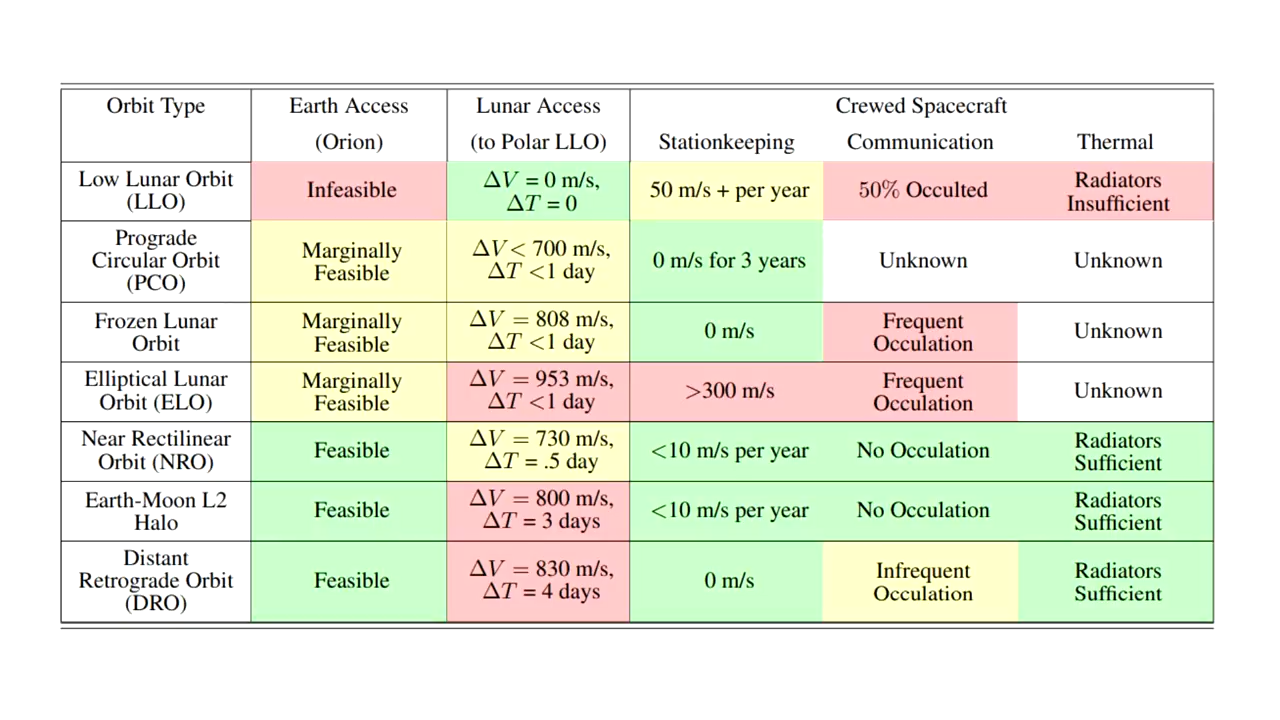 Orbit Type
Earth Access
(Orion)
Lunar Access
(to Polar LLO)
Crewed Spacecraft
Stationkeeping
Communication
Thermal
Low Lunar Orbit
(LLO)
Infeasible
ΔV = 0 m/s,
ΔT = 0
50 m/s + per year
50% Occulted
Radiators
Insufficient
Prograde
Circular Orbit
(PCO)
Marginally
Feasible
ΔV< 700 m/s,
ΔT <1 day
0 m/s for 3 years
Unknown
Unknown
Frozen Lunar
Orbit
Marginally
Feasible
ΔV = 808 m/s,
ΔT <1 day
0 m/s
Frequent
Occulation
Unknown
Elliptical Lunar
Orbit (ELO)
Marginally
Feasible
ΔV = 953 m/s,
ΔT <1 day
>300 m/s
Frequent
Occulation
Unknown
Near Rectilinear
Orbit (NRO)
Feasible
ΔV = 730 m/s,
ΔT = .5 day
<10 m/s per year
No Occulation
Radiators
Sufficient
Earth-Moon L2
Halo
Feasible
ΔV = 800 m/s,
ΔT = 3 days
<10 m/s per year
No Occulation
Radiators
Sufficient
Distant
Retrograde Orbit
(DRO)
Feasible
ΔV = 830 m/s,
ΔT = 4 days
0 m/s
Infrequent
Occulation
Radiators
Sufficient